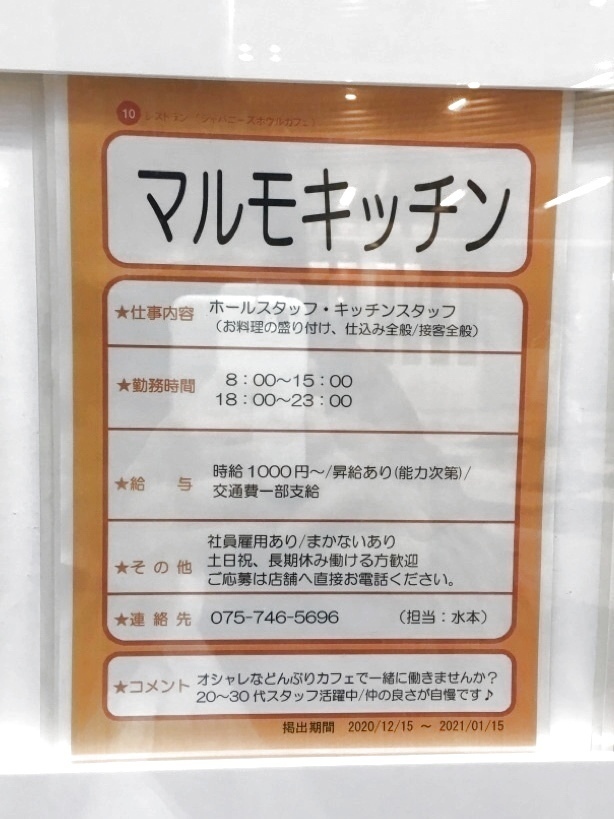 10 レストラン
マルモキッチン
★仕事内容 ホールスタッフ・キッチンスタッフ
（お料理の盛り付け、仕込み全般/接客全般）
★勤務時間 8：00～15：00
18：00～23：00
★給 与 時給1000円～/昇給あり(能力次第)/
交通費一部支給
★その他 社員雇用あり/まかないあり
土日祝、長期休み働ける方歓迎
ご応募は店舗へ直接お電話ください。
★連絡先 075-746-5696 （担当：水本）
★コメント オシャレなどんぶりカフェで一緒に働きませんか？
20～30代スタッフ活躍中/仲の良さが自慢です♪
掲出期間 2020/12/15 ～ 2021/01/15